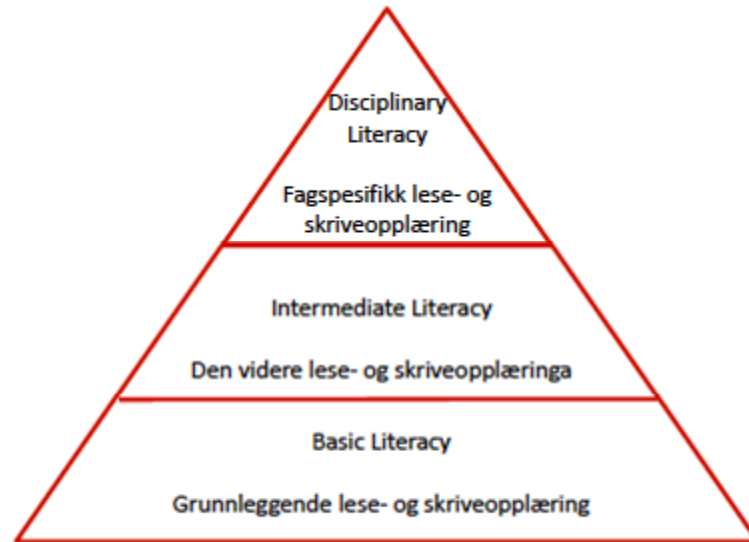 Disciplinary
Literacy
Fagspesifikk lese- og
skriveopplæring
Intermediate Literacy
Den videre lese- og skriveopplæringa
Basic Literacy
Grunnleggende lese- og skriveopplæring